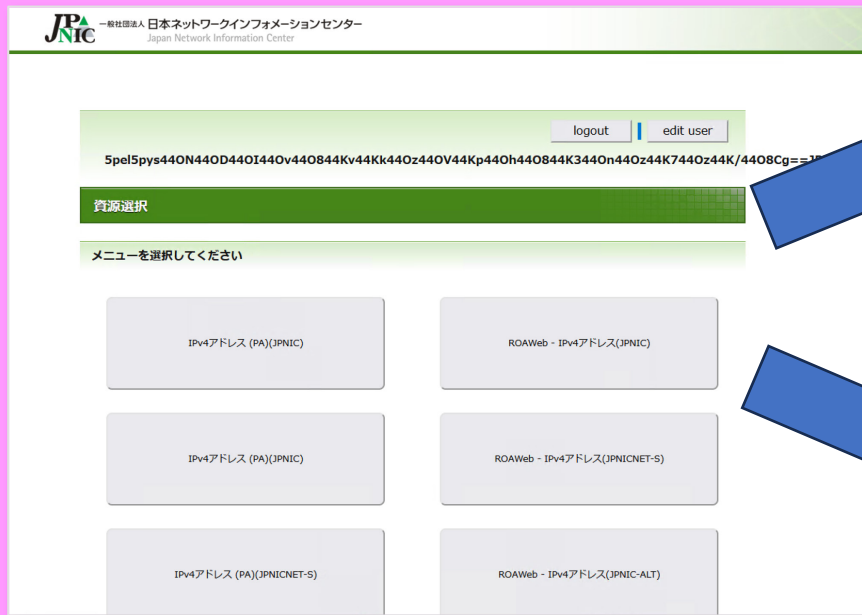 JPNIC 一般社団法人 日本ネットワークインフォメーションセンター
Japan Network Information Center
logout edit user
5pel5pys44ON44OD44OI44Ov44O844Kv44Kk44Oz44OV44Kp44Oh44O844K344On44Oz44K744Oz44K/44O8Cg==
資源選択
メニューを選択してください
IPv4アドレス (PA)(JPNIC) ROAWeb - IPv4アドレス(JPNIC)
IPv4アドレス (PA)(JPNIC) ROAWeb - IPv4アドレス(JPNICNET-S)
IPv4アドレス (PA)(JPNICNET-S) ROAWeb - IPv4アドレス(JPNIC-ALT)